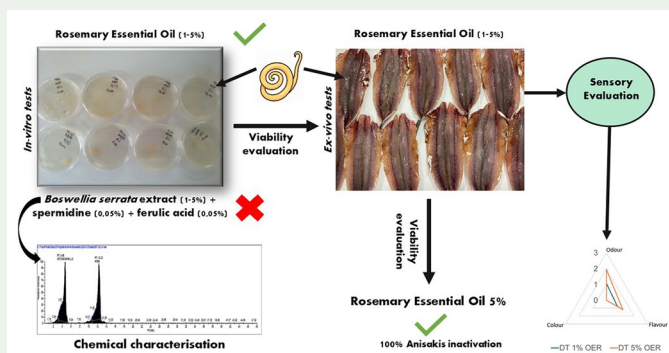 Rosemary Essential Oil (1-5%)
Rosemary Essential Oil (1-5%)
In-vitro tests
Ex-vivo tests
Viability
evaluation
Sensory
Evaluation
Boswellia serrata extract (1-5%) +
spermidine (0,05%) + ferulic acid (0,05%)
Viability
evaluation
Chemical characterisation
Rosemary Essential Oil 5%
100% Anisakis inactivation
Odour
3
2
1
0
Colour
Flavour
DT 1% OER
DT 5% OER